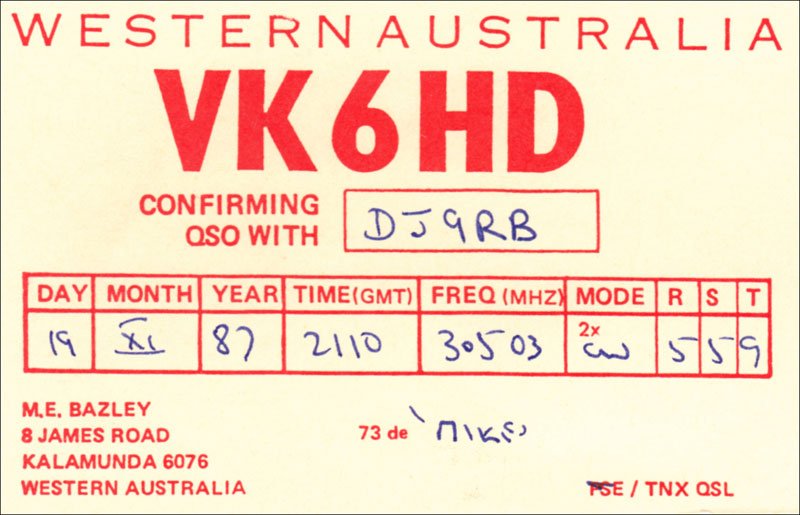 WESTERN AUSTRALIA
VK6HD
CONFIRMING
QSO WITH DJ9RB
DAY MONTH YEAR TIME(GMT) FREQ (MHZ) MODE R S T
19 XI 87 2110 30503 2x CW 5 5 9
M.E. BAZLEY
8 JAMES ROAD 73 de 'MIKE'
KALAMUNDA 6076
WESTERN AUSTRALIA PSE / TNX QSL